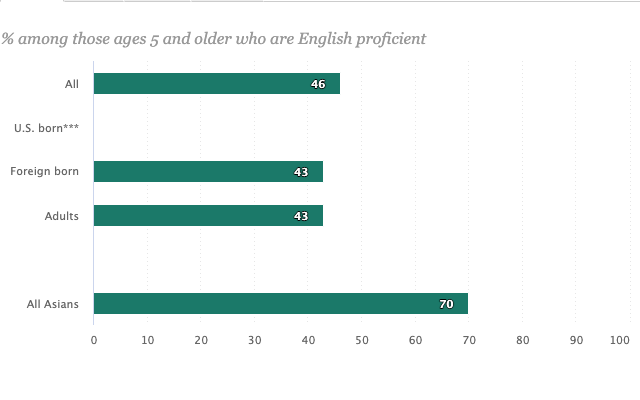 % among those ages 5 and older who are English proficient
All 46
U.S. born***
Foreign born 43
Adults 43
All Asians 70
0 10 20 30 40 50 60 70 80 90 100